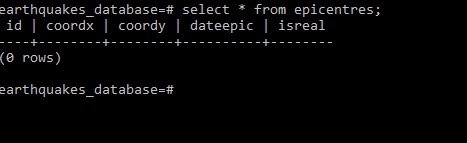 earthquakes_database=# select * from epicentres;
 id | coordx | coordy | dateepic | isreal
----+--------+--------+----------+--------
(0 rows)
earthquakes_database=#